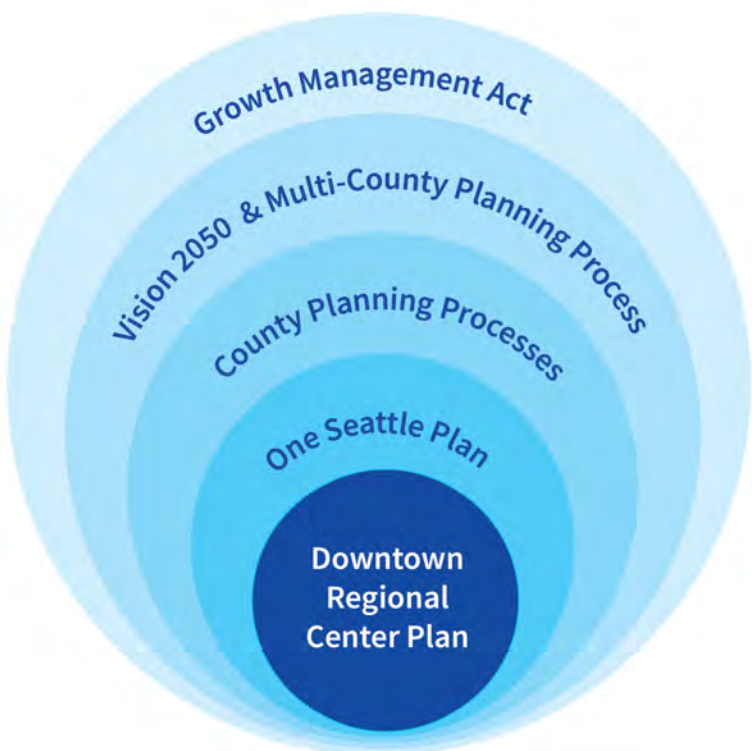 Growth Management Act
Vision 2050 & Multi-County Planning Process
County Planning Processes
One Seattle Plan
Downtown
Regional
Center Plan